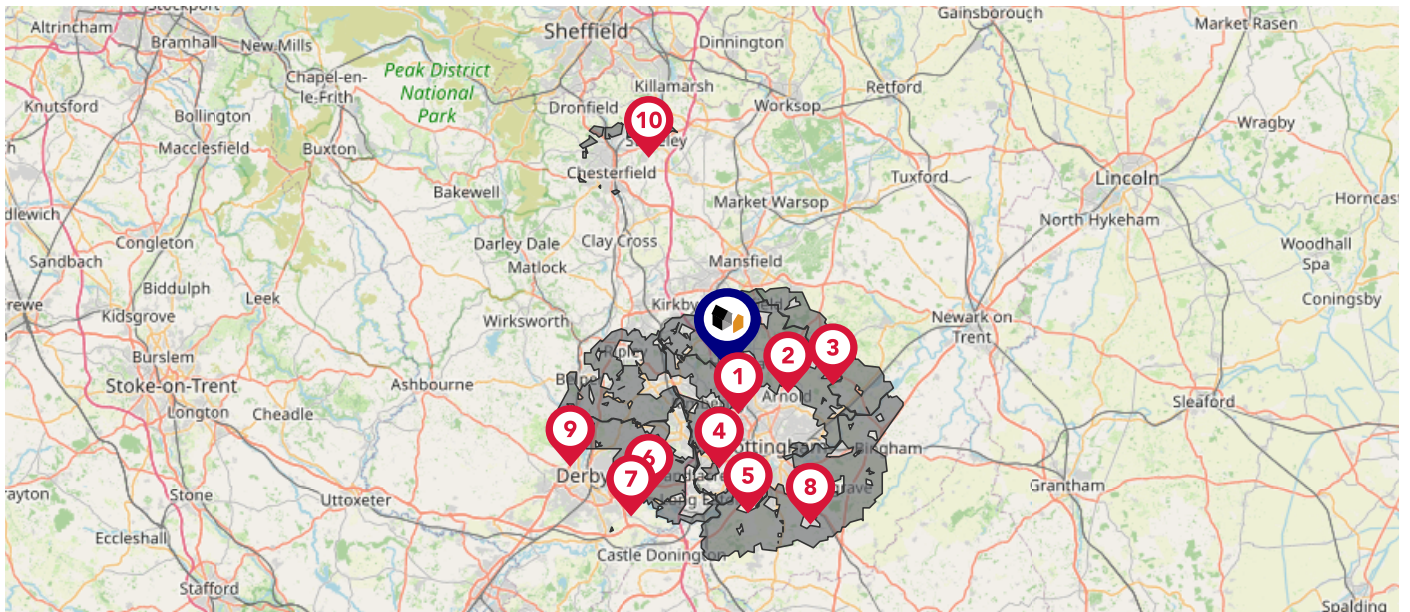 Stockport
Gainsborough
Altrincham
Sheffield
Market Rasen
Bramhall
New Mills
Dinnington
Peak District
National
Park
Chapel-en-
le-Frith
Killamarsh
Retford
Knutsford
Dronfield
Worksop
Bollington
10
Wragby
Macclesfield
Buxton
Chesterfield
Tuxford
Lincoln
Bakewell
Market Warsop
Horncas
dlewich
North Hykeham
Congleton
Darley Dale
Clay Cross
Woodhall
Spa
Sandbach
Matlock
Mansfield
Biddulph
Leek
Coningsby
Kirkby
Kidsgrove
Wirksworth
Newark on
Trent
Ripley
2
3
Burslem
1
Stoke-on-Trent
Ashbourne
Arnold
Longton
Cheadle
Sleaford
9
4
ottingham
Bingham
6
Derby
7
5
8
Grantham
Stone
Uttoxeter
Eccleshall
Castle Donington
Stafford
Spalding